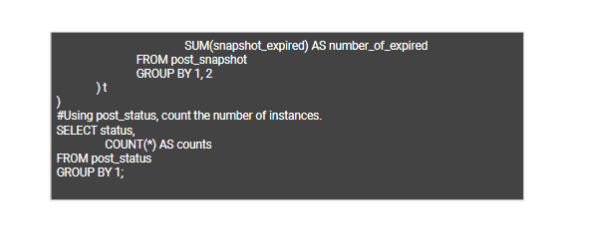 SUM(snapshot_expired) AS number_of_expired
FROM post_snapshot
GROUP BY 1, 2
) t
)
#Using post_status, count the number of instances.
SELECT status,
COUNT(*) AS counts
FROM post_status
GROUP BY 1;